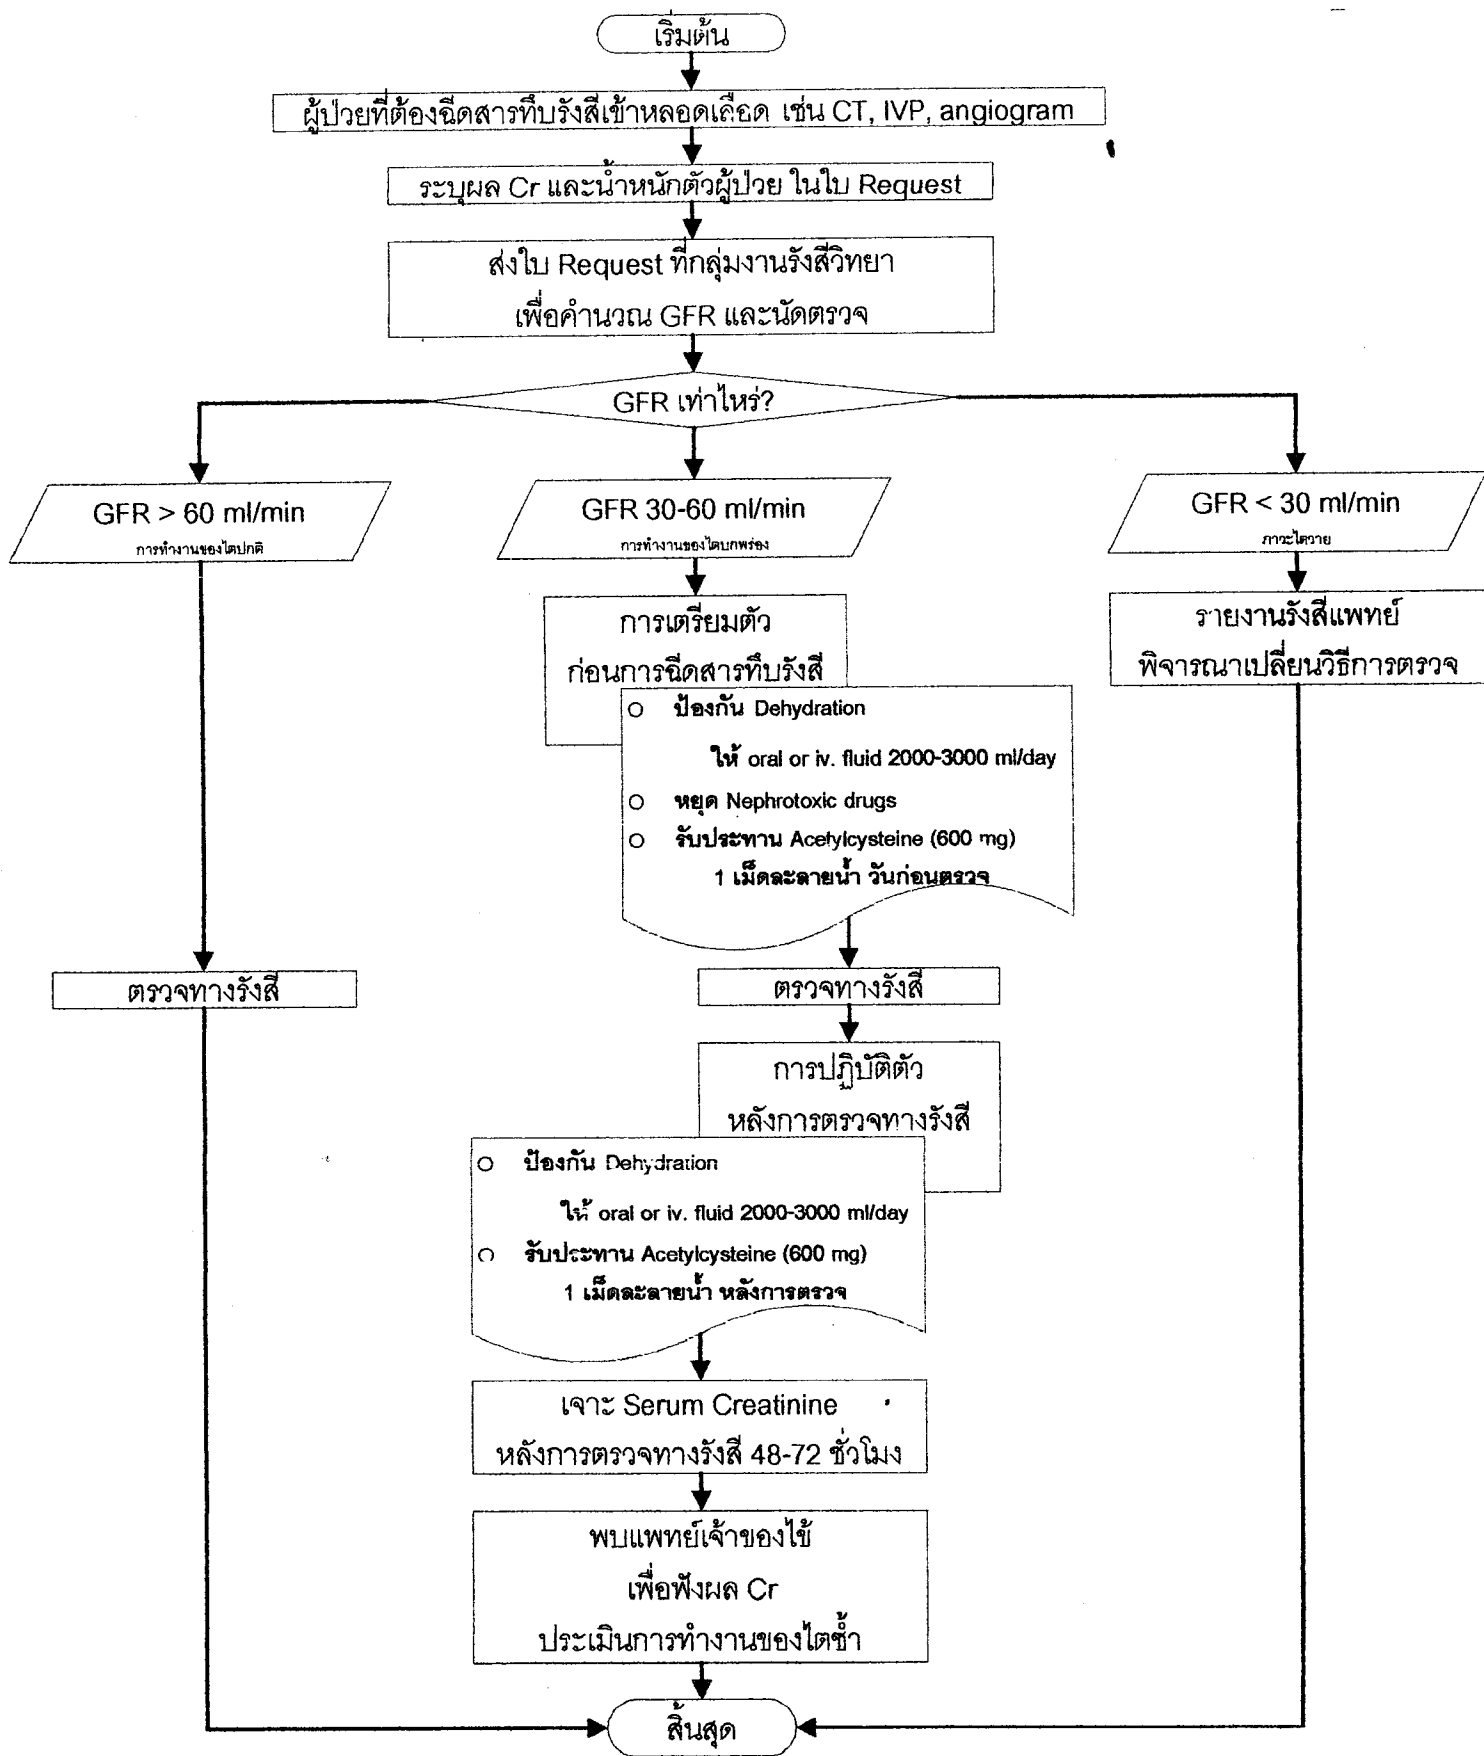 เริ่มต้น
ผู้ป่วยที่ต้องฉีดสารทึบรังสีเข้าหลอดเลือด เช่น CT, IVP, angiogram
ระบุผล Cr และน้ำหนักตัวผู้ป่วย ในใบ Request
ส่งใบ Request ที่กลุ่มงานรังสีวิทยา
เพื่อคำนวณ GFR และนัดตรวจ
GFR เท่าไหร่?
GFR > 60 ml/min
การทำงานของไตปกติ
GFR 30-60 ml/min
การทำงานของไตบกพร่อง
GFR < 30 ml/min
ภาวะไตวาย
การเตรียมตัว
ก่อนการฉีดสารทึบรังสี
รายงานรังสีแพทย์
พิจารณาเปลี่ยนวิธีการตรวจ
ป้องกัน Dehydration
ให้ oral or iv. fluid 2000-3000 ml/day
หยุด Nephrotoxic drugs
รับประทาน Acetylcysteine (600 mg)
1 เม็ดละลายน้ำ วันก่อนตรวจ
ตรวจทางรังสี
ตรวจทางรังสี
การปฏิบัติตัว
หลังการตรวจทางรังสี
ป้องกัน Dehydration
ให้ oral or iv. fluid 2000-3000 ml/day
รับประทาน Acetylcysteine (600 mg)
1 เม็ดละลายน้ำ หลังการตรวจ
เจาะ Serum Creatinine
หลังการตรวจทางรังสี 48-72 ชั่วโมง
พบแพทย์เจ้าของไข้
เพื่อฟังผล Cr
ประเมินการทำงานของไตซ้ำ
สิ้นสุด